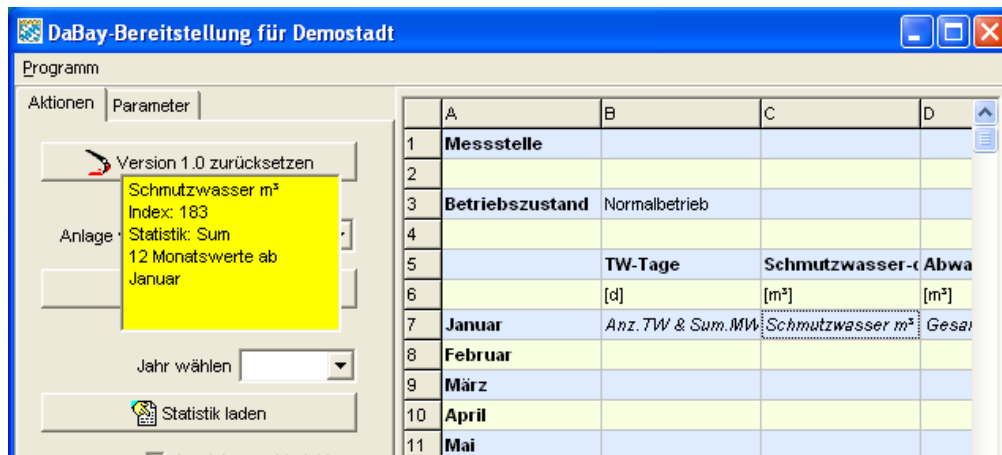 DaBay-Bereitstellung für Demostadt
Programm
Aktionen Parameter
Version 1.0 zurücksetzen
Schmutzwasser m³
Index: 183
Statistik: Sum
12 Monatswerte ab
Januar
Anlage
Jahr wählen
Statistik laden
A B C D
1 Messstelle
2
3 Betriebszustand Normalbetrieb
4
5 TW-Tage Schmutzwasser- Abwa
6 [d] [m³] [m³]
7 Januar Anz.TW & Sum.MW Schmutzwasser m³ Gesar
8 Februar
9 März
10 April
11 Mai